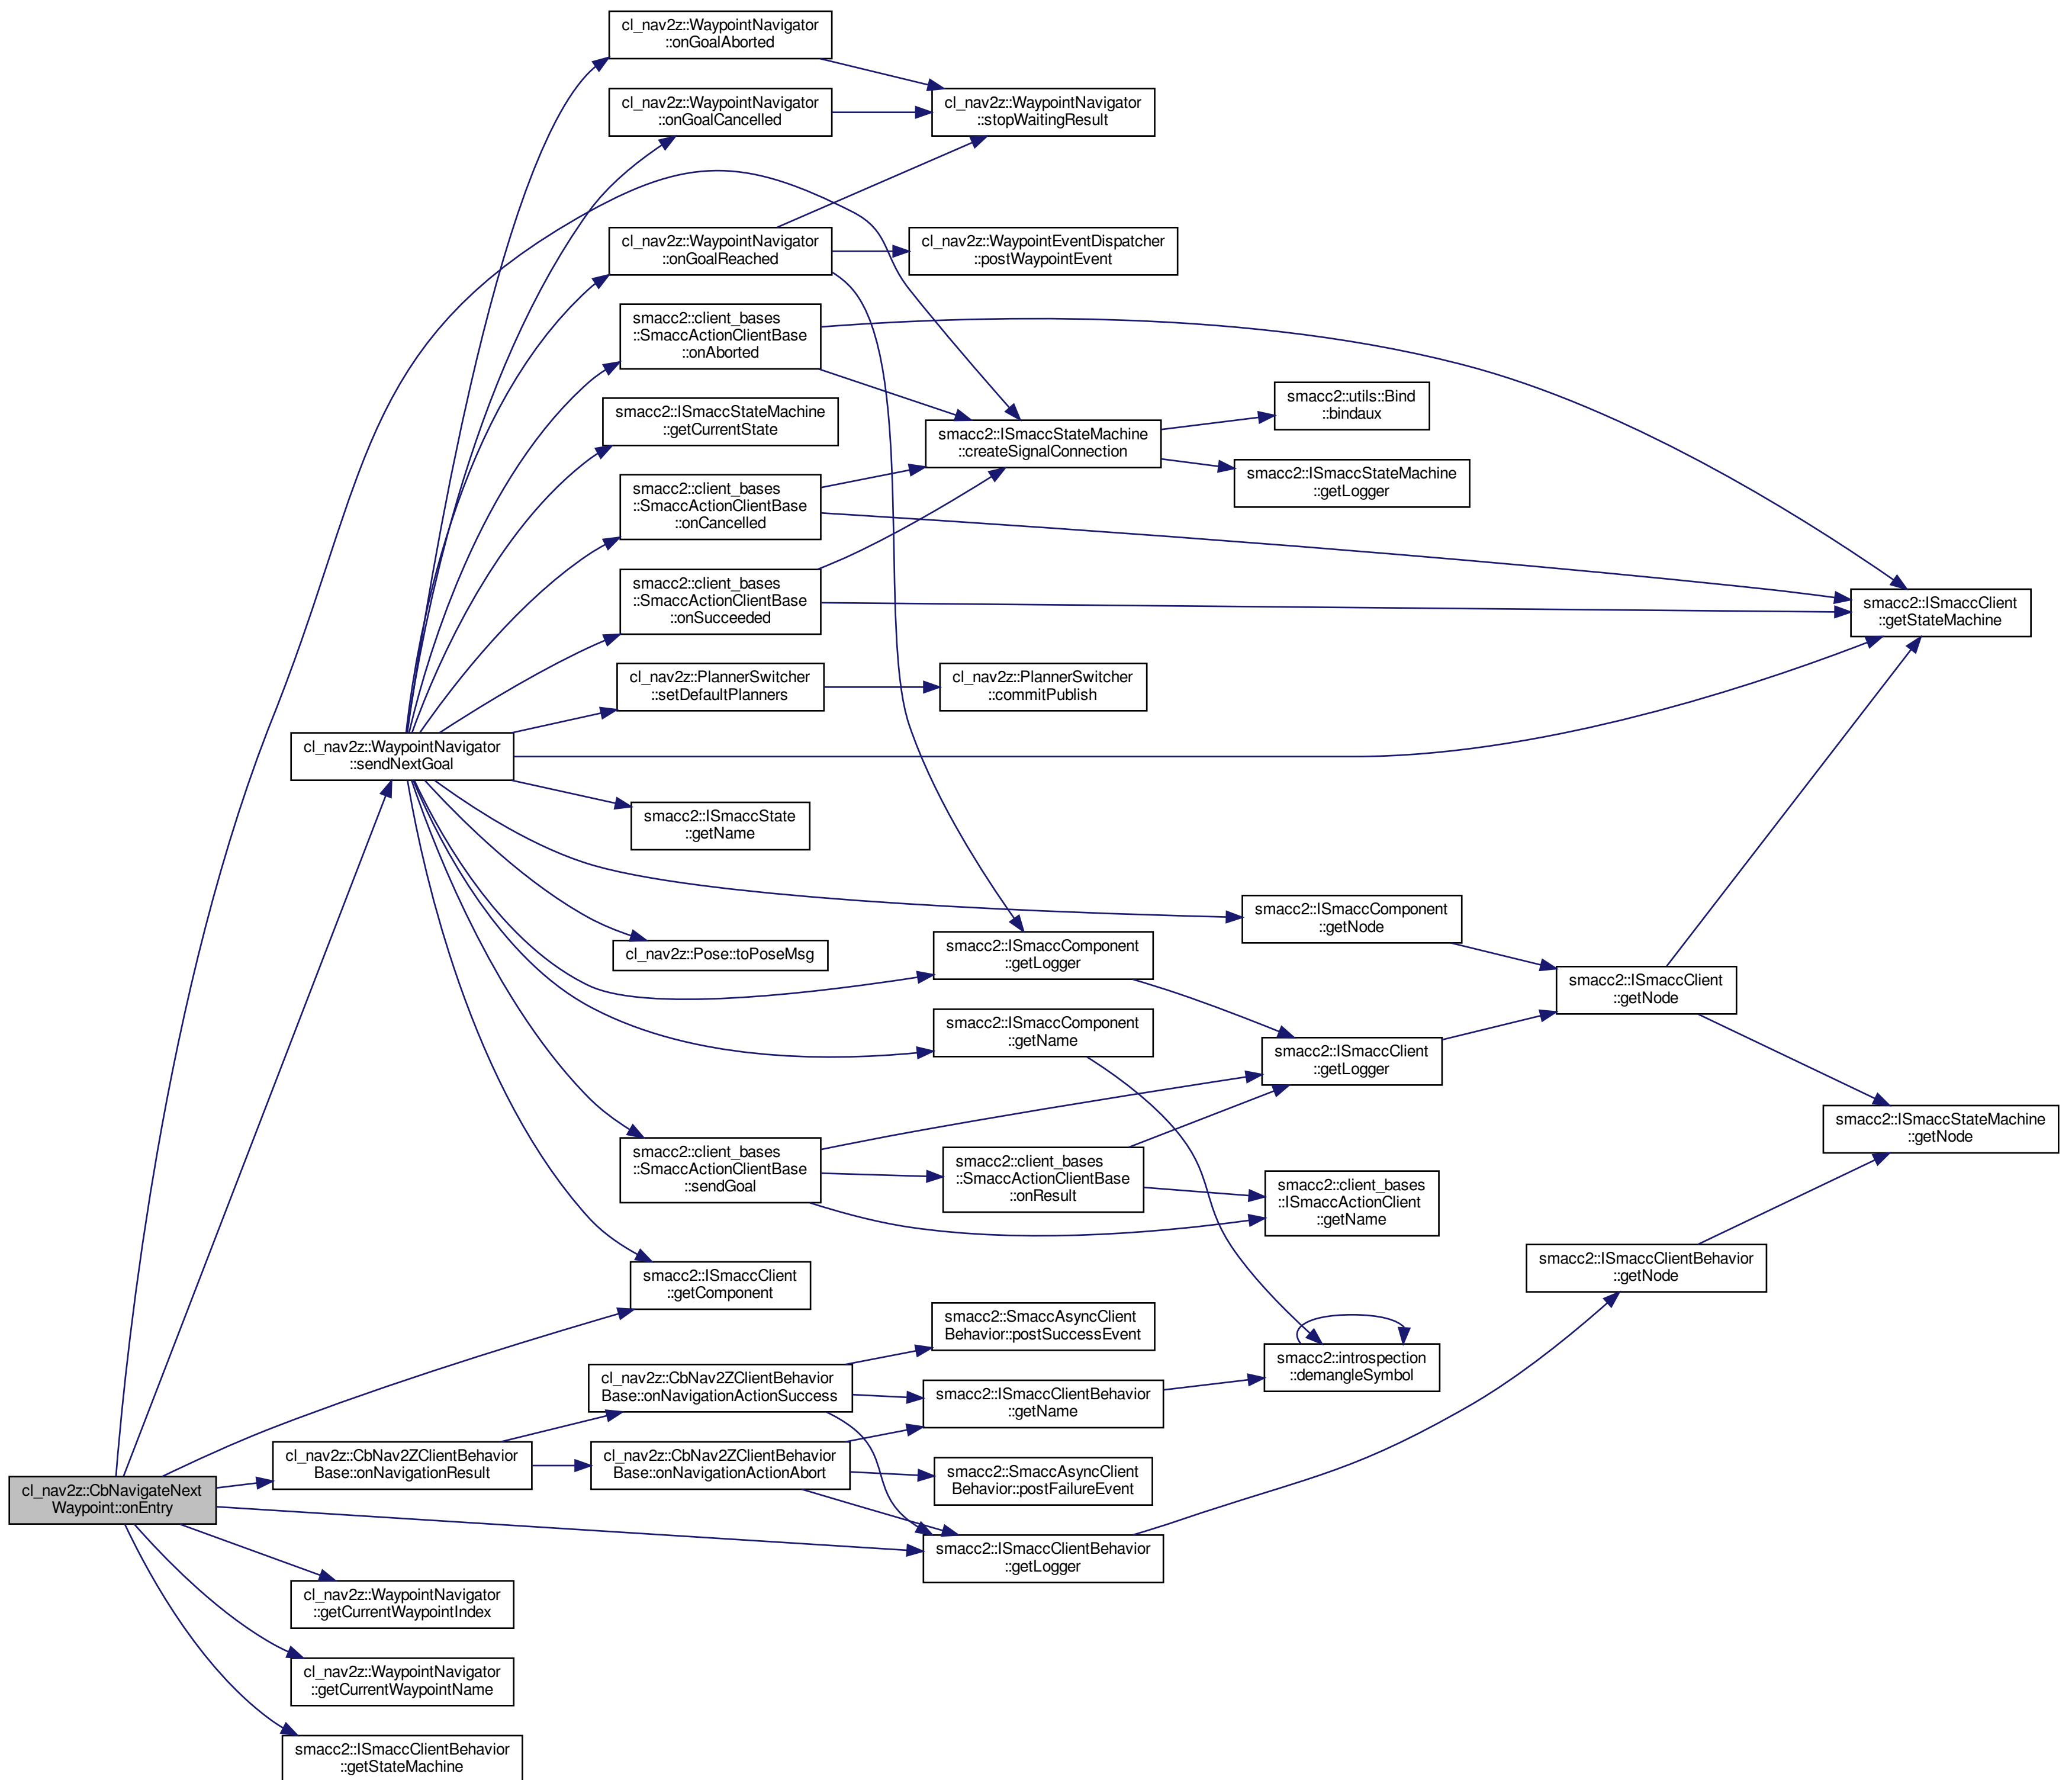 cl_nav2z::WaypointNavigator
::onGoalAborted
cl_nav2z::WaypointNavigator
::onGoalCancelled
cl_nav2z::WaypointNavigator
::stopWaitingResult
cl_nav2z::WaypointNavigator
::onGoalReached
cl_nav2z::WaypointEventDispatcher
::postWaypointEvent
smacc2::client_bases
::SmaccActionClientBase
::onAborted
smacc2::ISmaccStateMachine
::getCurrentState
smacc2::utils::Bind
::bindaux
smacc2::ISmaccStateMachine
::createSignalConnection
smacc2::ISmaccStateMachine
::getLogger
smacc2::client_bases
::SmaccActionClientBase
::onCancelled
smacc2::client_bases
::SmaccActionClientBase
::onSucceeded
smacc2::ISmaccClient
::getStateMachine
cl_nav2z::PlannerSwitcher
::setDefaultPlanners
cl_nav2z::PlannerSwitcher
::commitPublish
cl_nav2z::WaypointNavigator
::sendNextGoal
smacc2::ISmaccState
::getName
smacc2::ISmaccComponent
::getNode
cl_nav2z::Pose::toPoseMsg
smacc2::ISmaccComponent
::getLogger
smacc2::ISmaccClient
::getNode
smacc2::ISmaccComponent
::getName
smacc2::ISmaccClient
::getLogger
smacc2::ISmaccStateMachine
::getNode
smacc2::client_bases
::SmaccActionClientBase
::sendGoal
smacc2::client_bases
::SmaccActionClientBase
::onResult
smacc2::client_bases
::ISmaccActionClient
::getName
smacc2::ISmaccClientBehavior
::getNode
smacc2::ISmaccClient
::getComponent
smacc2::SmaccAsyncClient
Behavior::postSuccessEvent
smacc2::introspection
::demangleSymbol
cl_nav2z::CbNav2ZClientBehavior
Base::onNavigationActionSuccess
smacc2::ISmaccClientBehavior
::getName
cl_nav2z::CbNav2ZClientBehavior
Base::onNavigationResult
cl_nav2z::CbNav2ZClientBehavior
Base::onNavigationActionAbort
smacc2::SmaccAsyncClient
Behavior::postFailureEvent
cl_nav2z::CbNavigateNext
Waypoint::onEntry
smacc2::ISmaccClientBehavior
::getLogger
cl_nav2z::WaypointNavigator
::getCurrentWaypointIndex
cl_nav2z::WaypointNavigator
::getCurrentWaypointName
smacc2::ISmaccClientBehavior
::getStateMachine